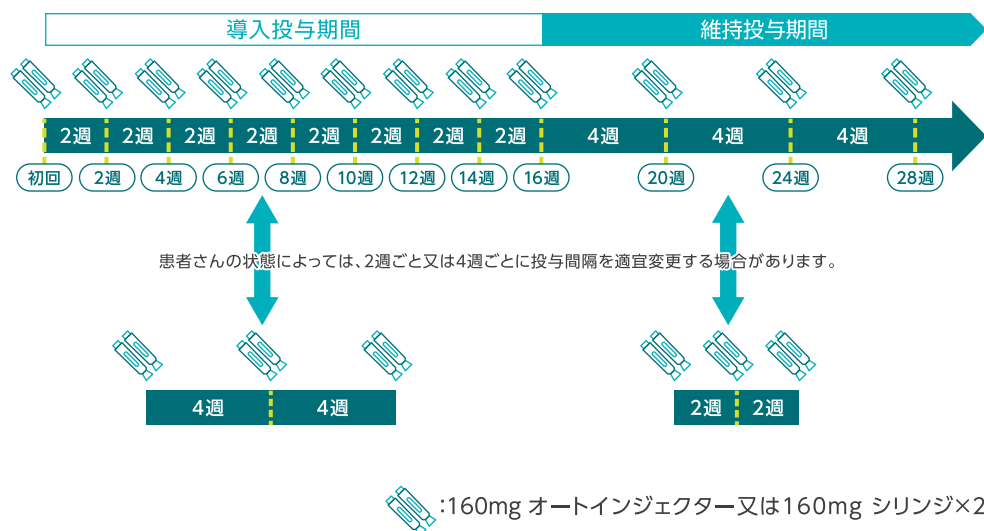 導入投与期間 維持投与期間
2週 2週 2週 2週 2週 2週 2週 2週 4週 4週 4週
初回 2週 4週 6週 8週 10週 12週 14週 16週 20週 24週 28週
患者さんの状態によっては、2週ごと又は4週ごとに投与間隔を適宜変更する場合があります。
4週 4週 2週 2週
:160mg オートインジェクター又は160mg シリンジ×2